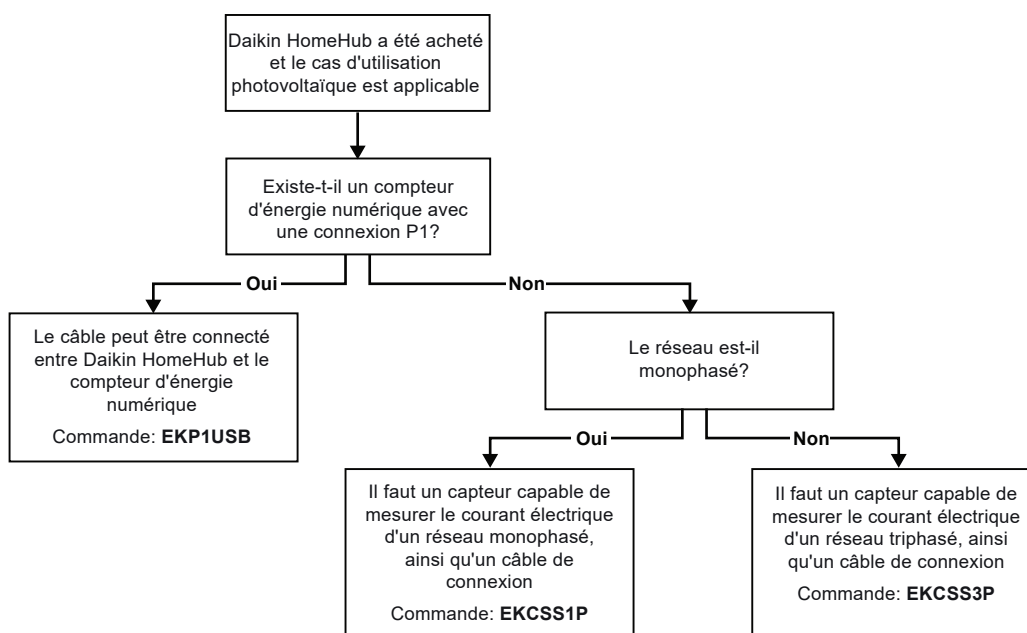 Daikin HomeHub a été acheté
et le cas d'utilisation
photovoltaïque est applicable
Existe-t-il un compteur
d'énergie numérique avec
une connexion P1?
Oui
Non
Le câble peut être connecté
entre Daikin HomeHub et le
compteur d'énergie
numérique
Commande: EKP1USB
Le réseau est-il
monophasé?
Oui
Non
Il faut un capteur capable de
mesurer le courant électrique
d'un réseau monophasé,
ainsi qu'un câble de
connexion
Commande: EKCSS1P
Il faut un capteur capable de
mesurer le courant électrique
d'un réseau triphasé, ainsi
qu'un câble de connexion
Commande: EKCSS3P